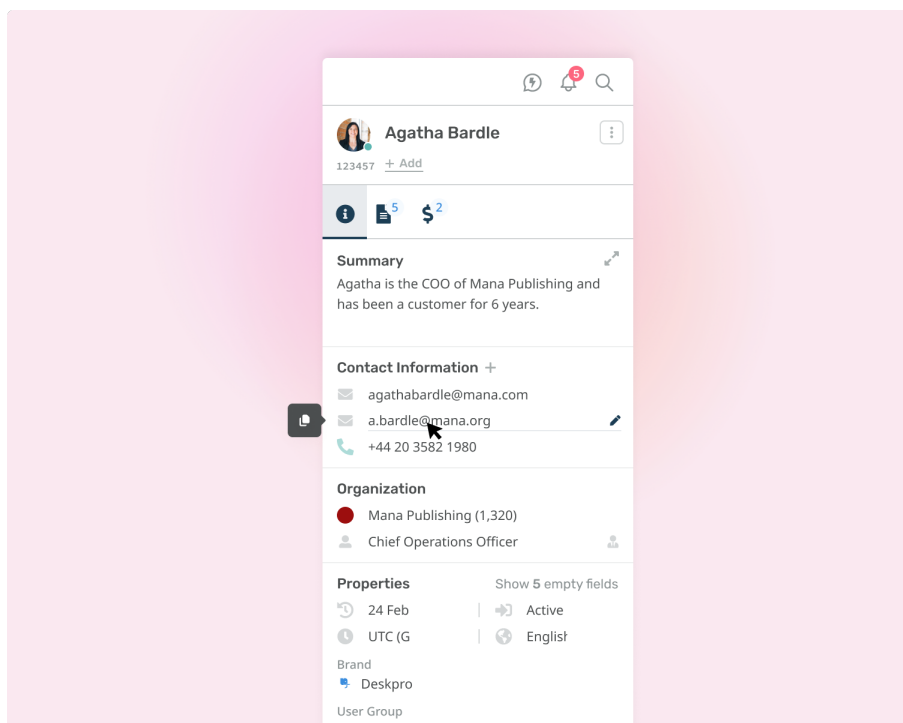 5
Agatha Bardle
123457 + Add
5 2
Summary
Agatha is the COO of Mana Publishing and
has been a customer for 6 years.
Contact Information +
agathabardle@mana.com
a.bardle@mana.org
+44 20 3582 1980
Organization
Mana Publishing (1,320)
Chief Operations Officer
Properties Show 5 empty fields
24 Feb Active
UTC (G English
Brand
Deskpro
User Group